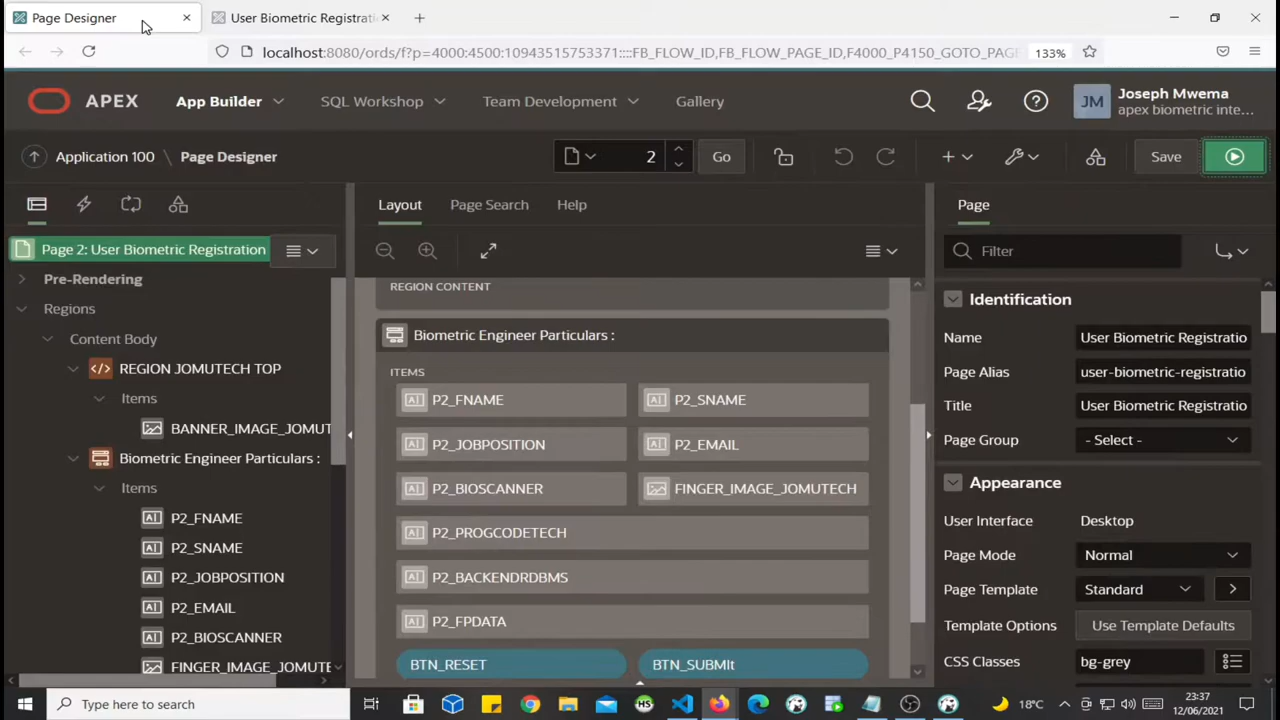 Page Designer
User Biometric Registrati
localhost:8080/ords/f?p=4000:4500:10943515753371::::FB_FLOW_ID,FB_FLOW_PAGE_ID,F4000_P4150_GOTO_PAGE
133%
APEX
App Builder
SQL Workshop
Team Development
Gallery
JM
Joseph Mwema
apex biometric inte...
Application 100 \ Page Designer
2
Go
Save
Layout
Page Search
Help
Page
Page 2: User Biometric Registration
Filter
Pre-Rendering
Regions
Content Body
</> REGION JOMUTECH TOP
Items
BANNER_IMAGE_JOMUT
Biometric Engineer Particulars :
Items
P2_FNAME
P2_SNAME
P2_JOBPOSITION
P2_EMAIL
P2_BIOSCANNER
FINGER_IMAGE_JOMUTE
REGION CONTENT
Biometric Engineer Particulars :
ITEMS
P2_FNAME
P2_SNAME
P2_JOBPOSITION
P2_EMAIL
P2_BIOSCANNER
FINGER_IMAGE_JOMUTECH
P2_PROGCODETECH
P2_BACKENDRDBMS
P2_FPDATA
BTN_RESET
BTN_SUBMIt
Identification
Name
User Biometric Registratio
Page Alias
user-biometric-registratio
Title
User Biometric Registratio
Page Group
- Select -
Appearance
User Interface
Desktop
Page Mode
Normal
Page Template
Standard
Template Options
Use Template Defaults
CSS Classes
bg-grey
Type here to search
HS
18°C
23:37
12/06/2021